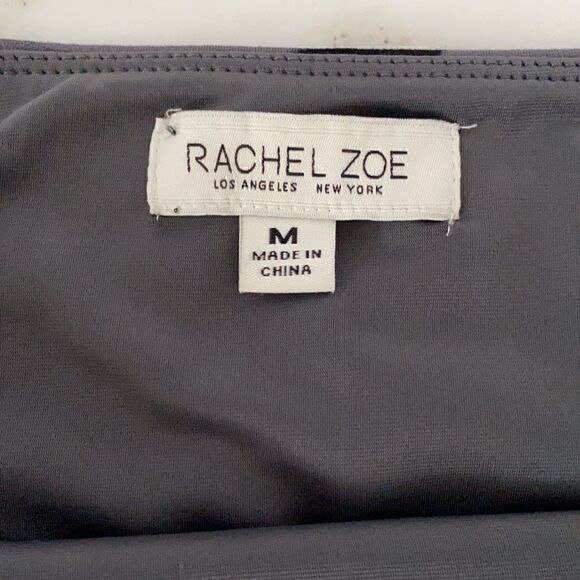 RACHEL ZOE
LOS ANGELES NEW YORK
M
MADE IN
CHINA